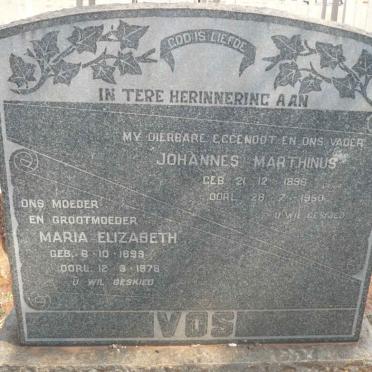 GOD IS LIEFDE
IN TERE HERINNERING AAN
MY DIERBARE EGGENOOT EN ONS VADER
JOHANNES MARTHINUS
GEB. 21 · 12 · 1896
OORL. 28 · 7 · 1950
U WIL GESKIED
ONS MOEDER
EN GROOTMOEDER
MARIA ELIZABETH
GEB. 6 · 10 · 1899
OORL. 12 · 3 · 1978
U WIL GESKIED
VOS